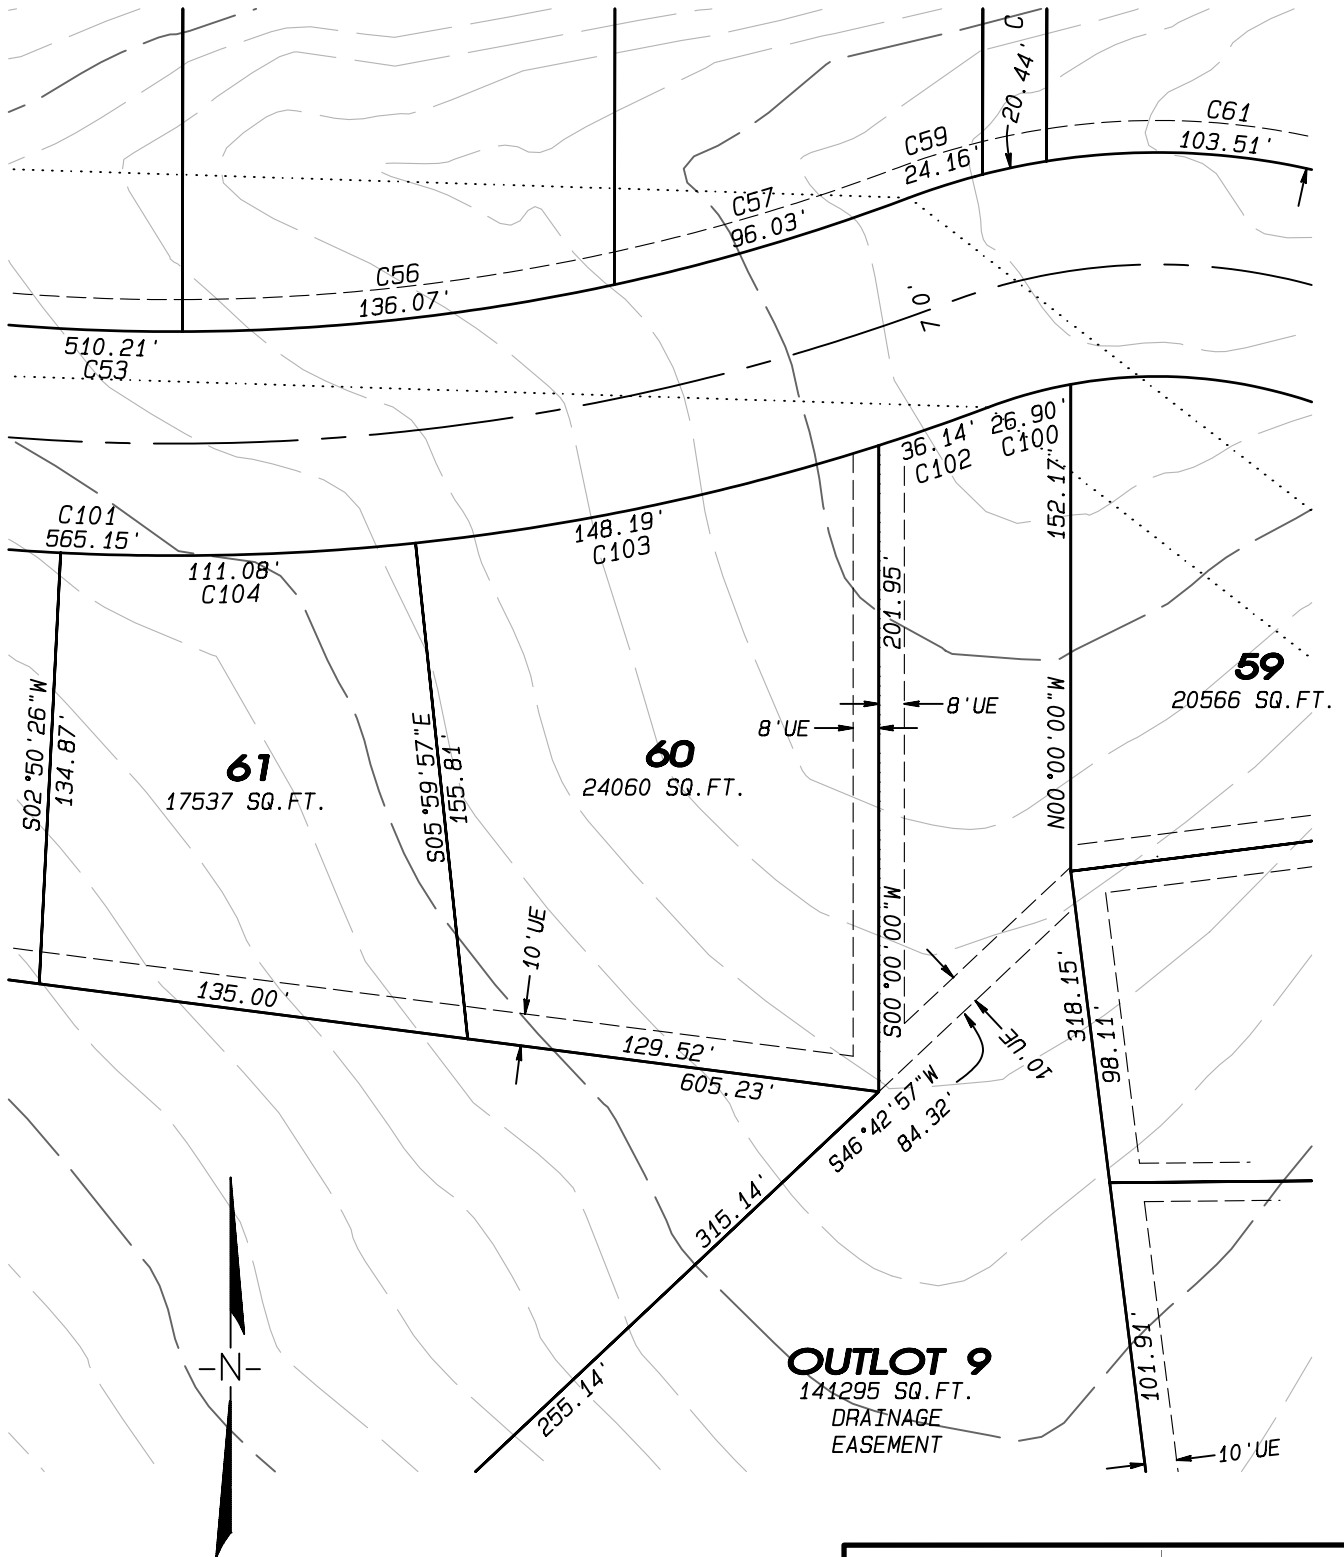 20.44' C
C61
103.51'
C59
24.16'
C57
96.03'
C56
136.07'
70'
510.21'
C53
26.90'
C100
36.14'
C102
152.17'
C101
565.15'
148.19'
C103
111.08'
C104
201.95'
59
20566 SQ.FT.
S02°50'26"W
134.87'
S05°59'57"E
155.81'
8'UE
8'UE
N00°00'00"W
61
17537 SQ.FT.
60
24060 SQ.FT.
S00°00'00"W
10'UE
135.00'
129.52'
605.23'
318.15'
98.11'
10'UE
S46°42'57"W
84.32'
315.14'
-N-
255.14'
OUTLOT 9
141295 SQ.FT.
DRAINAGE
EASEMENT
101.91'
10'UE